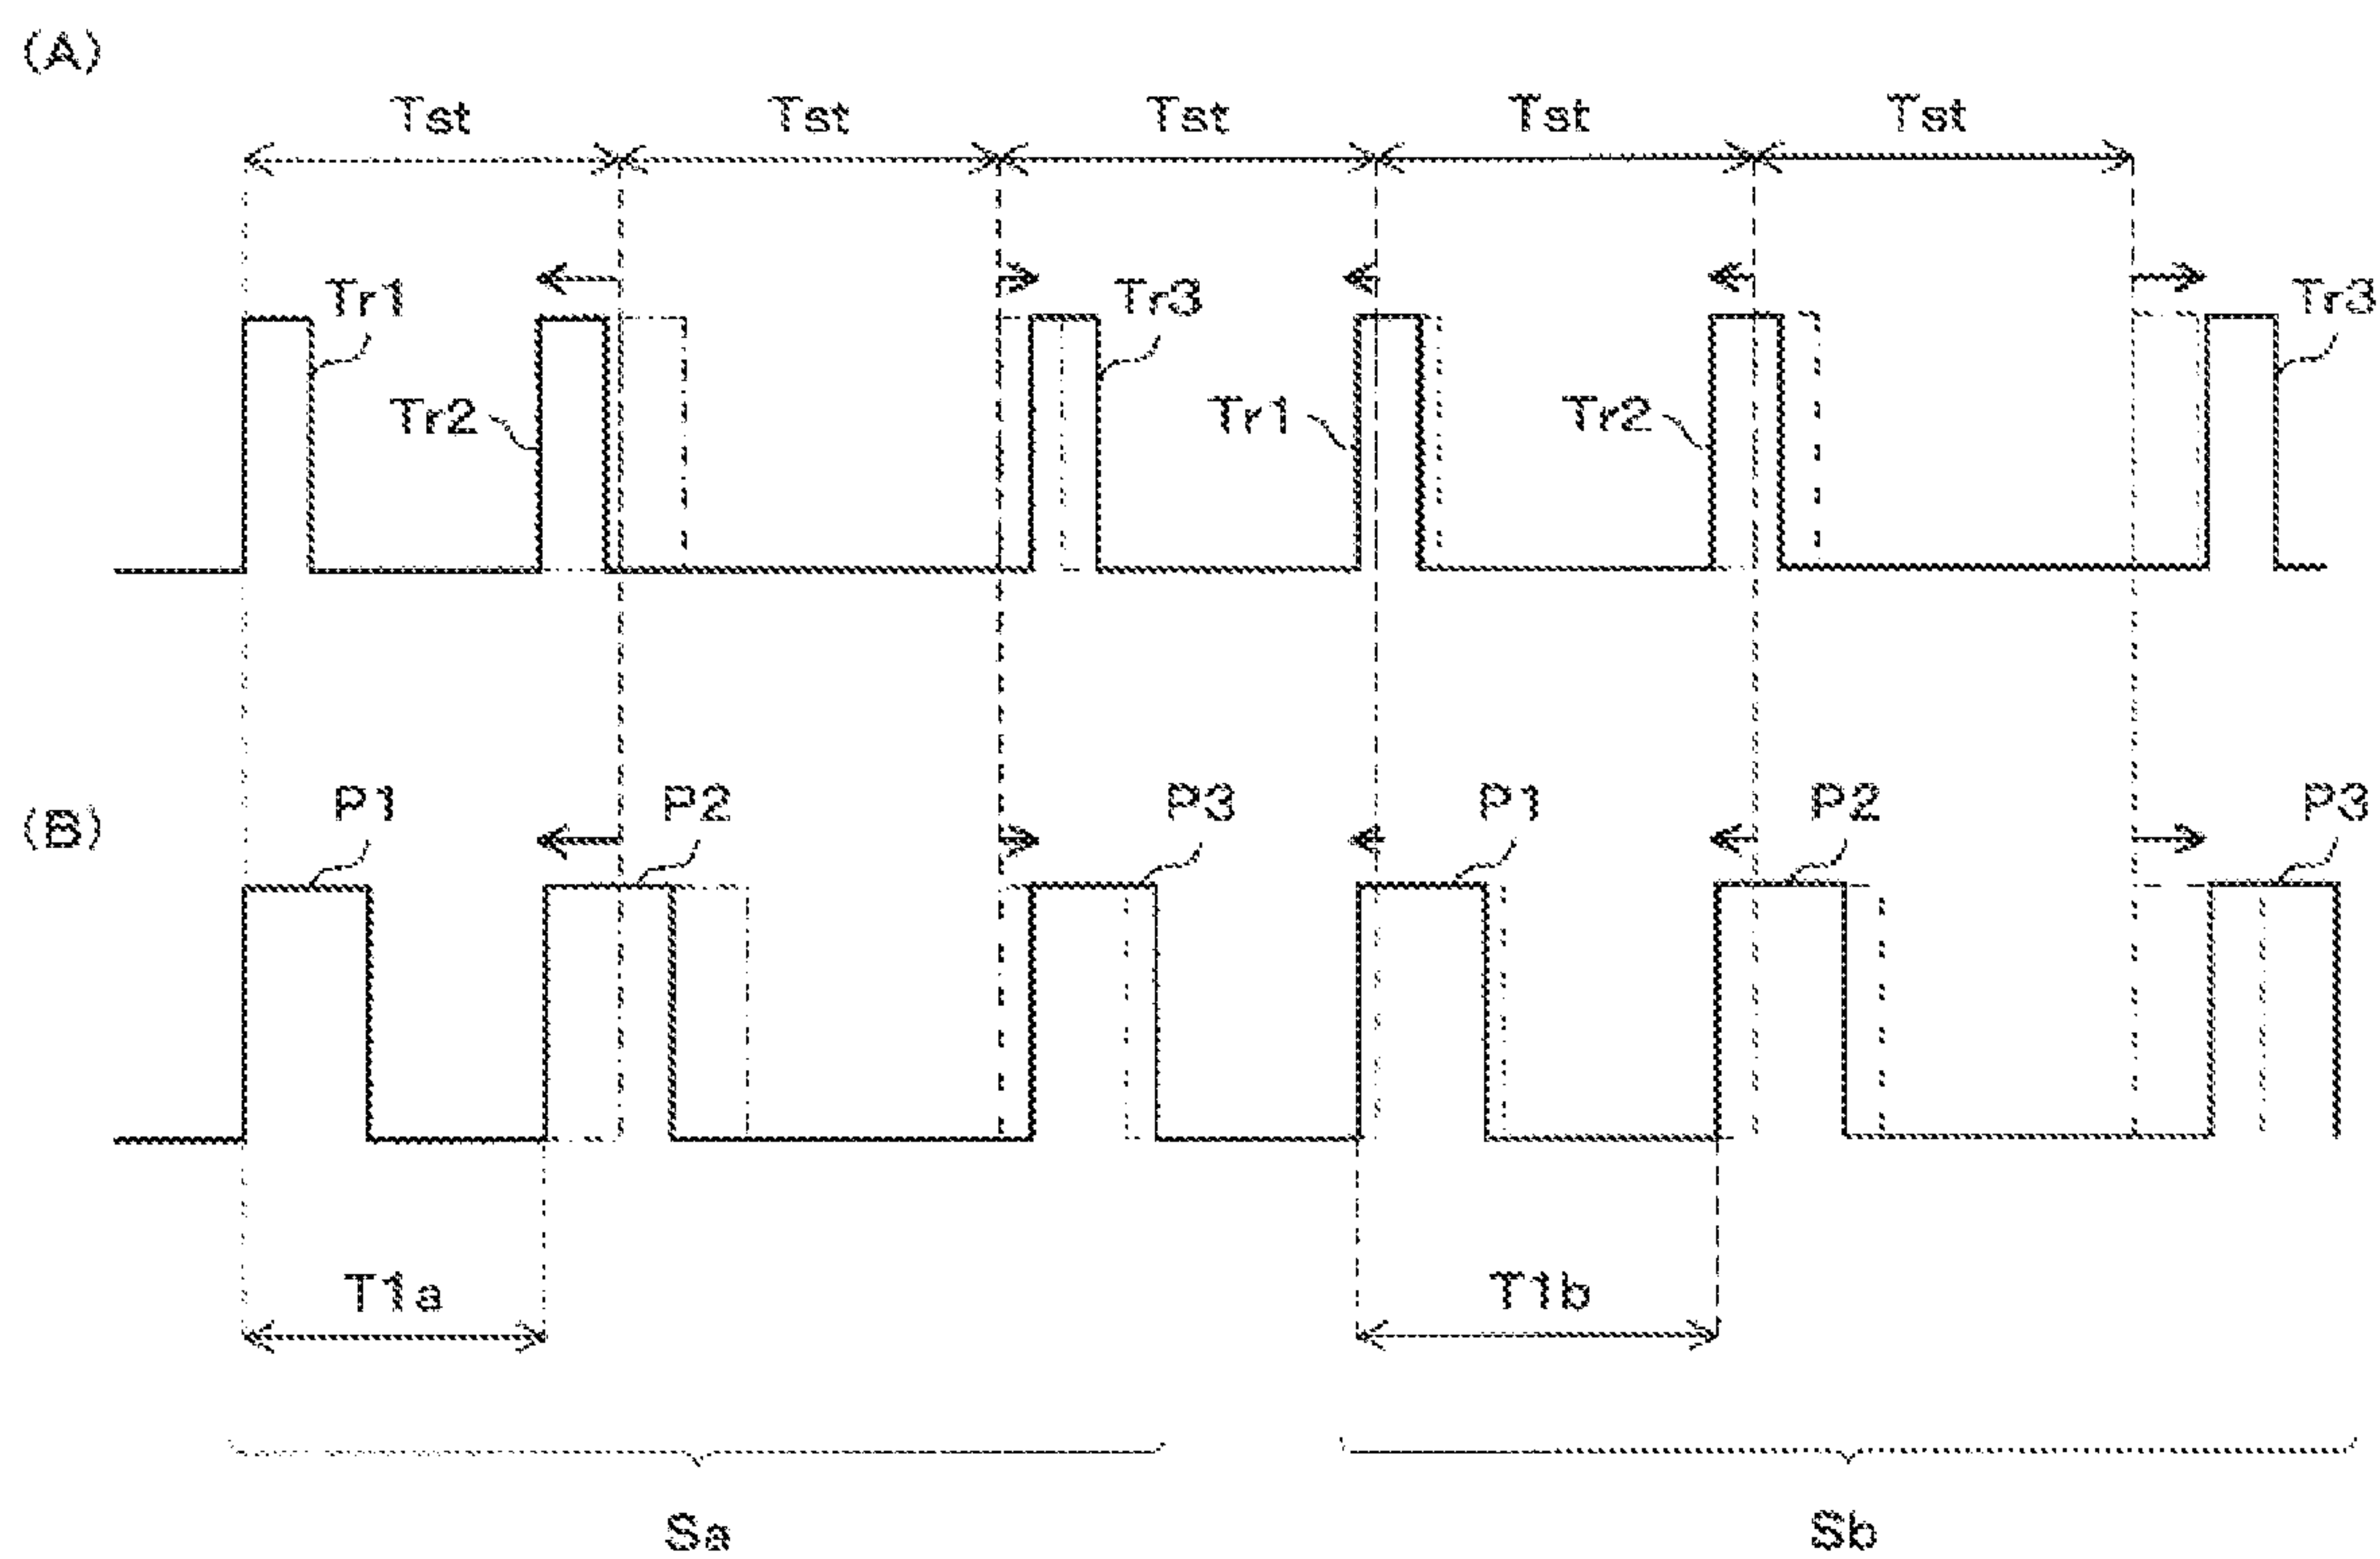 (A)
Tst Tst Tst Tst Tst
Tr1 Tr3 Tr3
Tr2 Tr1 Tr2
(B)
P1 P2 P3 P1 P2 P3
T1a T1b
Sa Sb